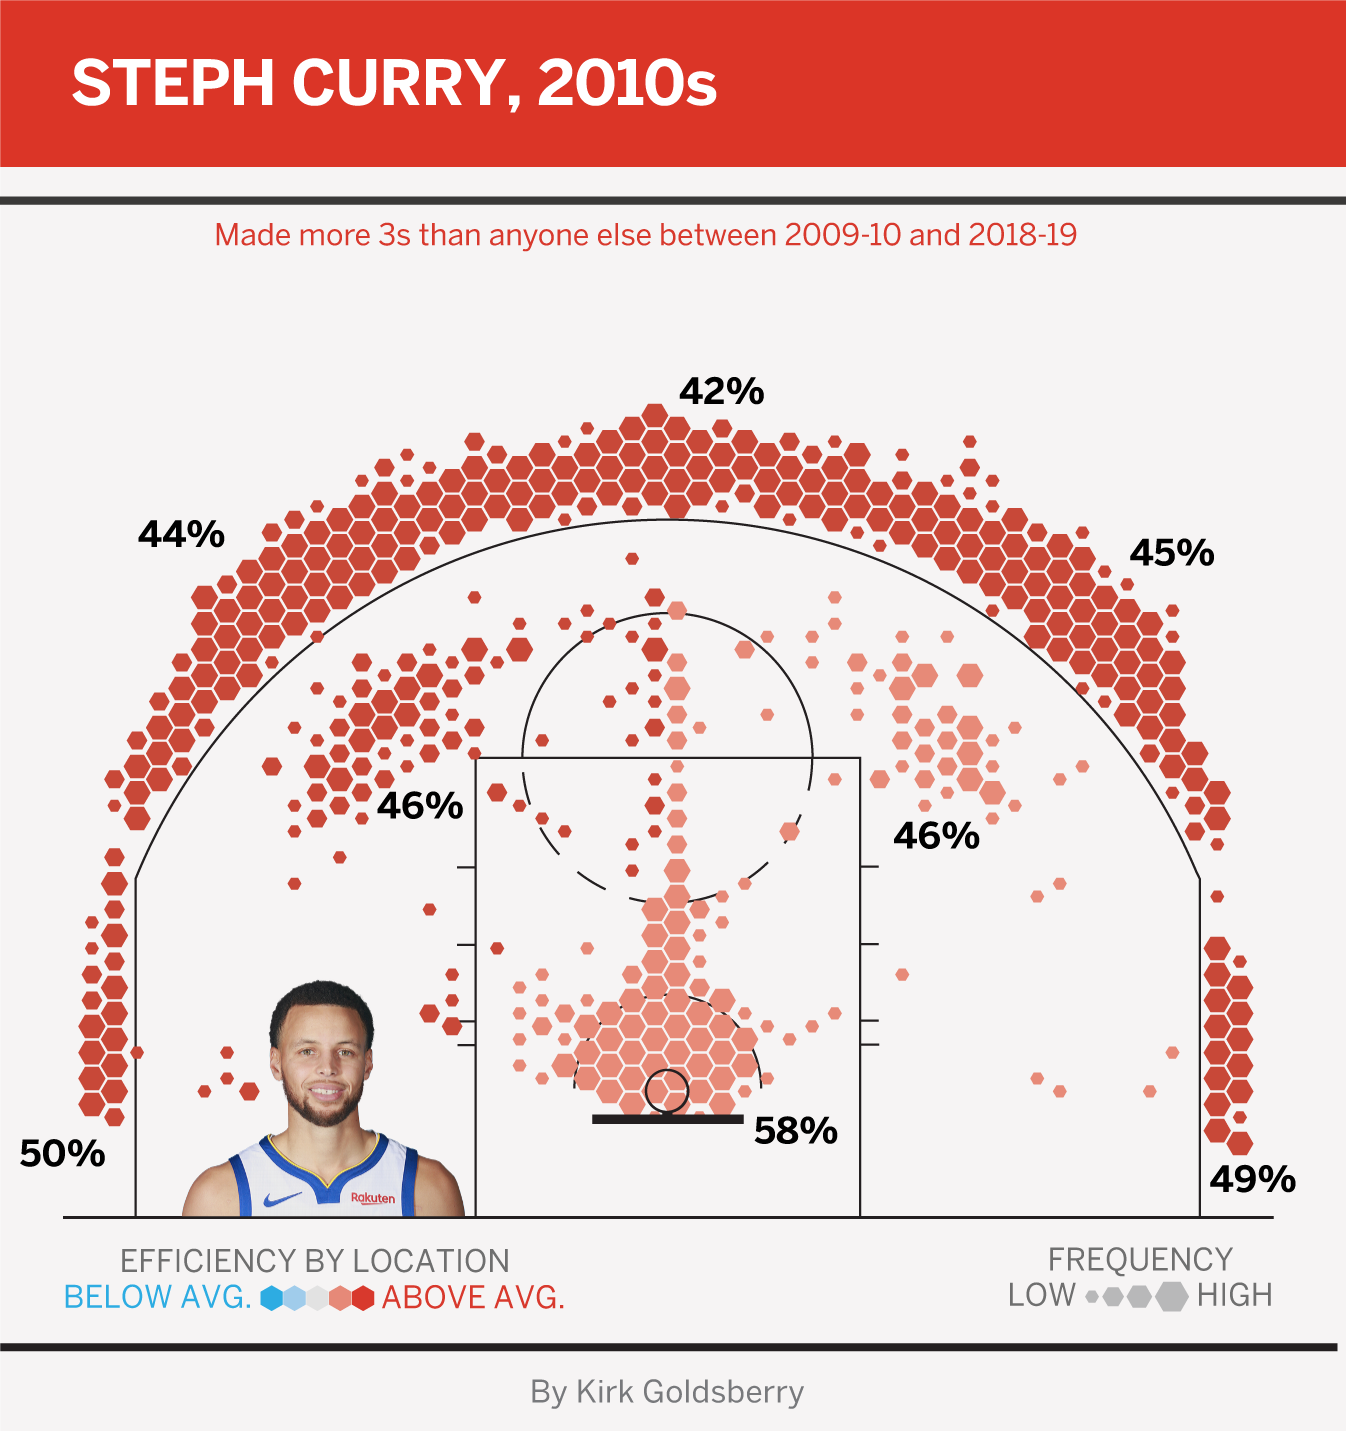 STEPH CURRY, 2010s
Made more 3s than anyone else between 2009-10 and 2018-19
42%
44%
45%
46%
46%
58%
50%
49%
Rakuten
EFFICIENCY BY LOCATION
BELOW AVG. ABOVE AVG.
FREQUENCY
LOW HIGH
By Kirk Goldsberry